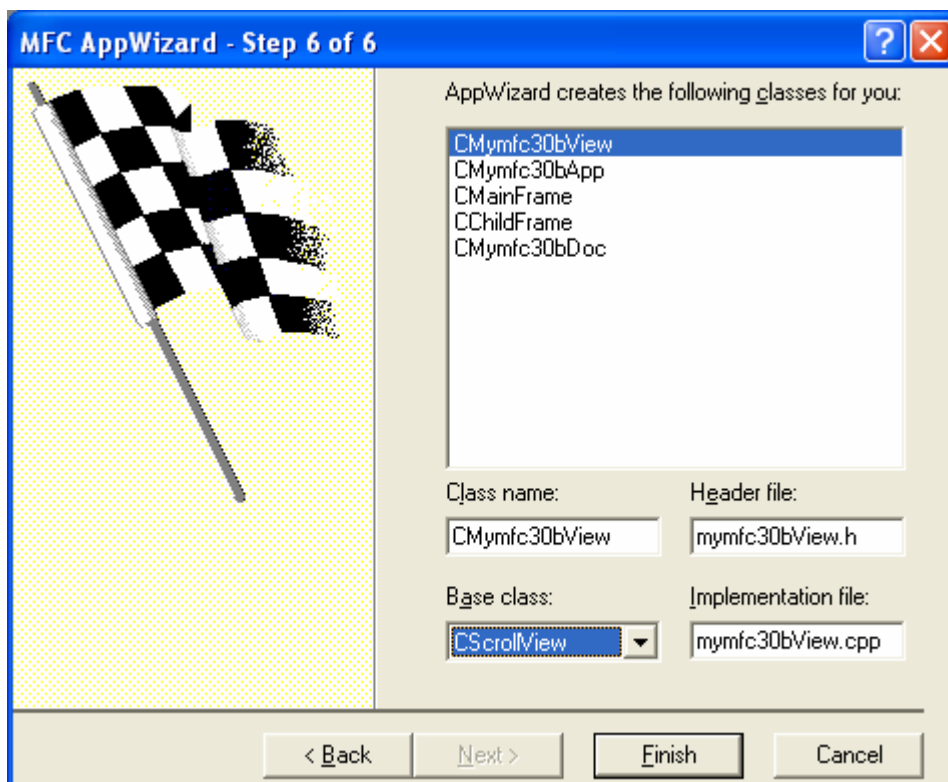 MFC AppWizard - Step 6 of 6
AppWizard creates the following classes for you:
CMymfc30bView
CMymfc30bApp
CMainFrame
CChildFrame
CMymfc30bDoc
Class name:
Header file:
CMymfc30bView
mymfc30bView.h
Base class:
Implementation file:
CScrollView
mymfc30bView.cpp
< Back
Next >
Finish
Cancel